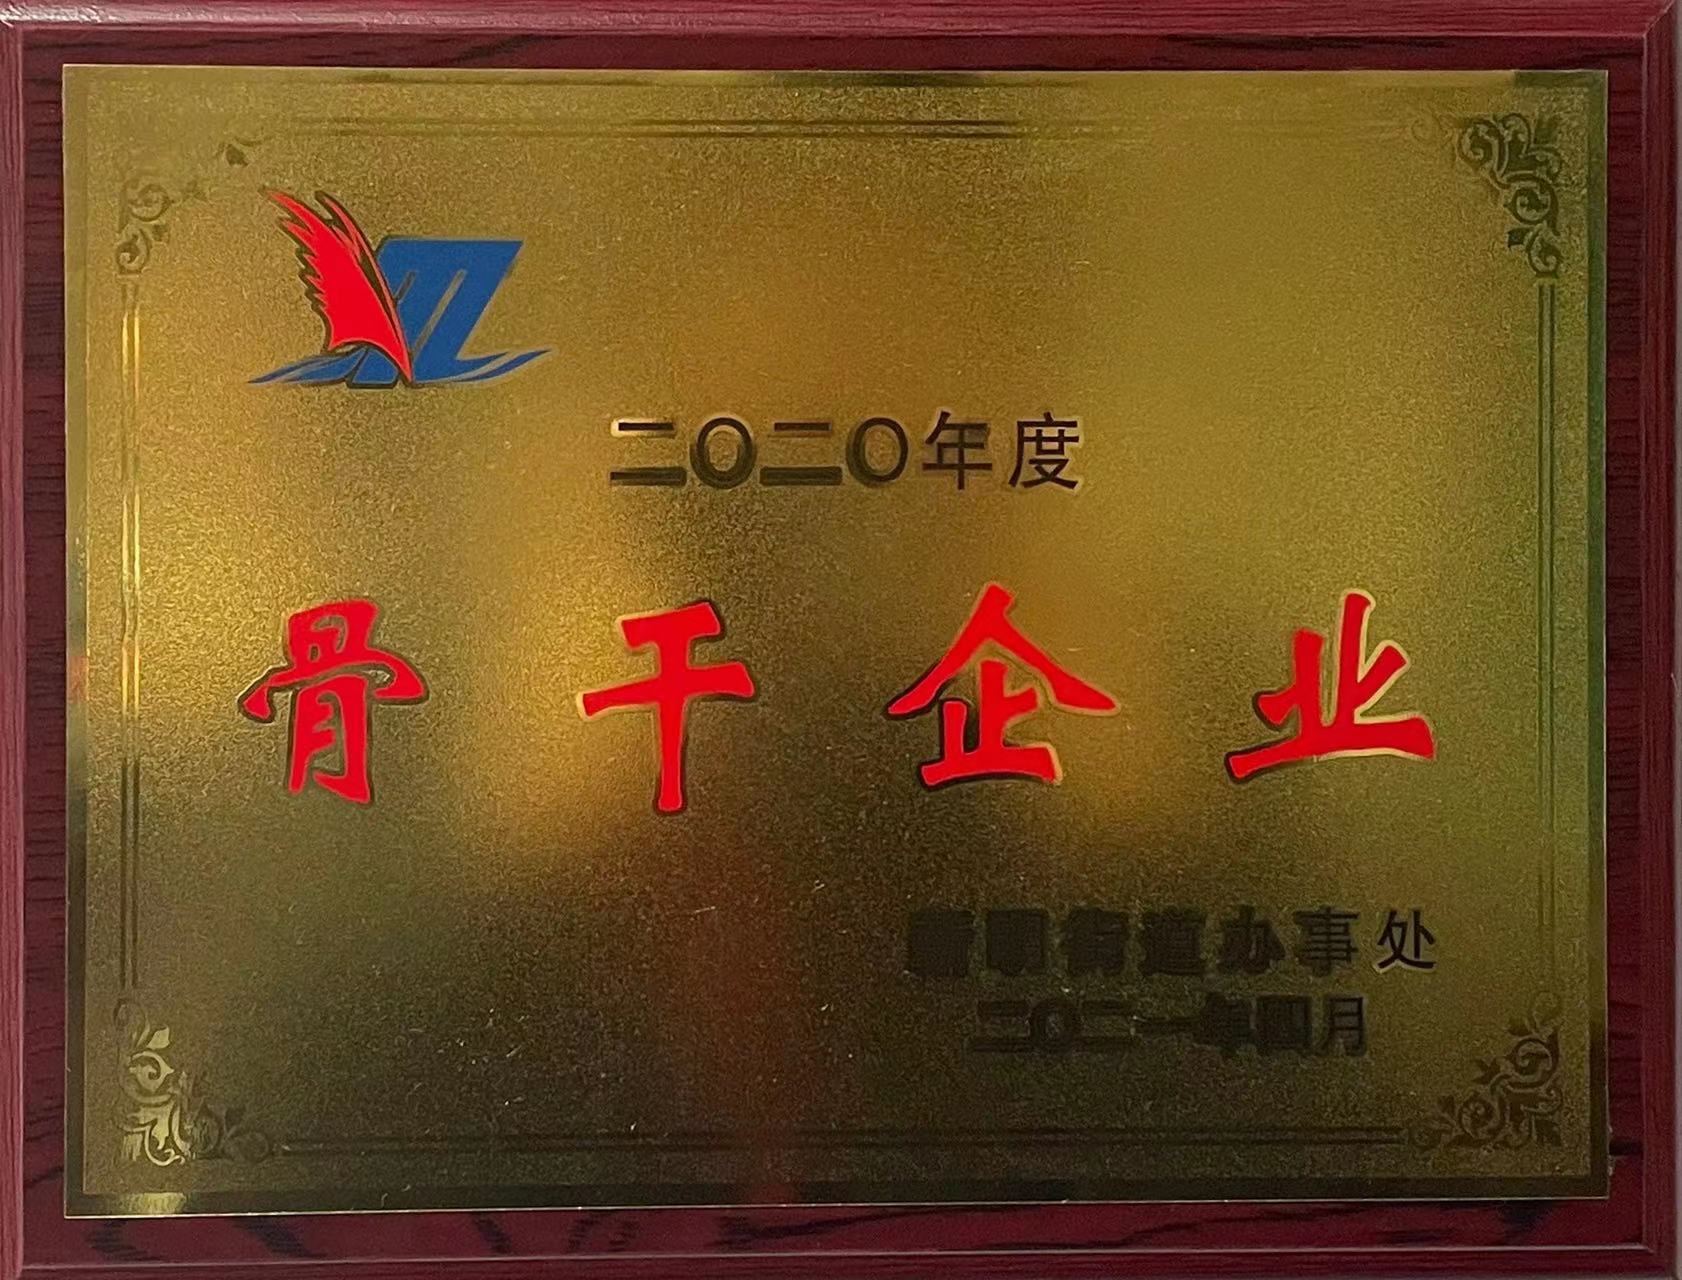 二〇二〇年度
骨干企业
街道办事处
二〇二一年四月